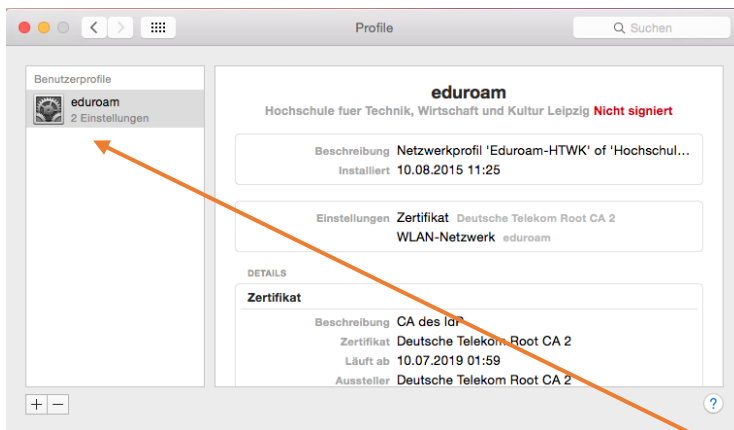 Profile
Suchen
Benutzerprofile
eduroam
2 Einstellungen
eduroam
Hochschule fuer Technik, Wirtschaft und Kultur Leipzig Nicht signiert
Beschreibung Netzwerkprofil 'Eduroam-HTWK' of 'Hochschul...
Installiert 10.08.2015 11:25
Einstellungen Zertifikat Deutsche Telekom Root CA 2
WLAN-Netzwerk eduroam
DETAILS
Zertifikat
Beschreibung CA des IdP
Zertifikat Deutsche Telekom Root CA 2
Läuft ab 10.07.2019 01:59
Aussteller Deutsche Telekom Root CA 2
+ − ?